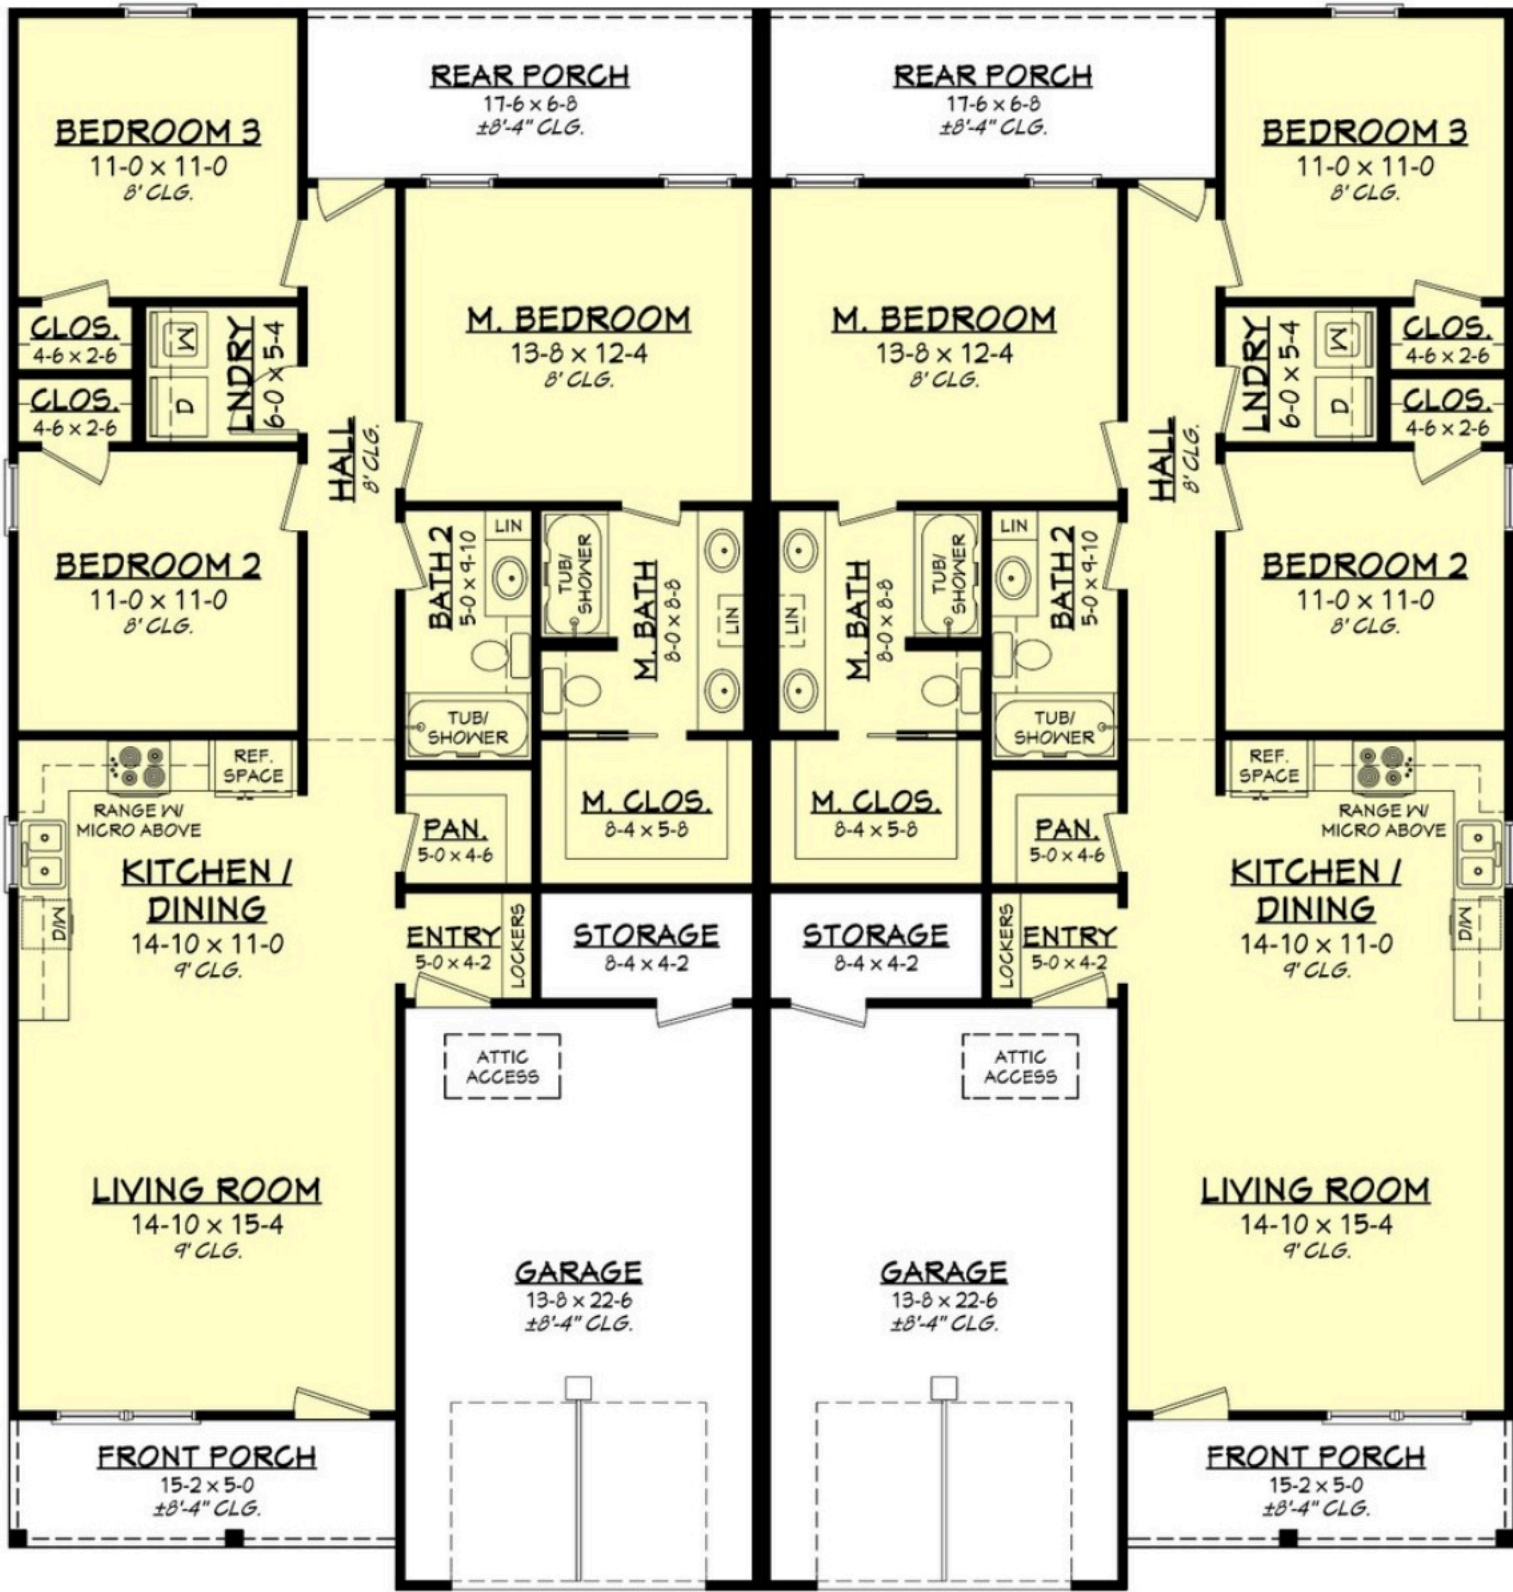 REAR PORCH
17-6 x 6-8
±8'-4" CLG.
REAR PORCH
17-6 x 6-8
±8'-4" CLG.
BEDROOM 3
11-0 x 11-0
8' CLG.
BEDROOM 3
11-0 x 11-0
8' CLG.
M. BEDROOM
13-8 x 12-4
8' CLG.
M. BEDROOM
13-8 x 12-4
8' CLG.
CLOS.
4-6 x 2-6
CLOS.
4-6 x 2-6
W
D
LNDRY
6-0 x 5-4
HALL
8' CLG.
HALL
8' CLG.
LNDRY
6-0 x 5-4
W
D
CLOS.
4-6 x 2-6
CLOS.
4-6 x 2-6
BEDROOM 2
11-0 x 11-0
8' CLG.
BATH 2
5-0 x 9-10
LIN
TUB/
SHOWER
TUB/
SHOWER
M. BATH
8-0 x 8-8
LIN
LIN
M. BATH
8-0 x 8-8
TUB/
SHOWER
LIN
BATH 2
5-0 x 9-10
TUB/
SHOWER
BEDROOM 2
11-0 x 11-0
8' CLG.
REF.
SPACE
RANGE W/
MICRO ABOVE
M. CLOS.
8-4 x 5-8
M. CLOS.
8-4 x 5-8
REF.
SPACE
RANGE W/
MICRO ABOVE
PAN.
5-0 x 4-6
PAN.
5-0 x 4-6
KITCHEN /
DINING
14-10 x 11-0
9' CLG.
D/W
ENTRY
5-0 x 4-2
LOCKERS
STORAGE
8-4 x 4-2
STORAGE
8-4 x 4-2
LOCKERS
ENTRY
5-0 x 4-2
KITCHEN /
DINING
14-10 x 11-0
9' CLG.
D/W
ATTIC
ACCESS
ATTIC
ACCESS
LIVING ROOM
14-10 x 15-4
9' CLG.
LIVING ROOM
14-10 x 15-4
9' CLG.
GARAGE
13-8 x 22-6
±8'-4" CLG.
GARAGE
13-8 x 22-6
±8'-4" CLG.
FRONT PORCH
15-2 x 5-0
±8'-4" CLG.
FRONT PORCH
15-2 x 5-0
±8'-4" CLG.